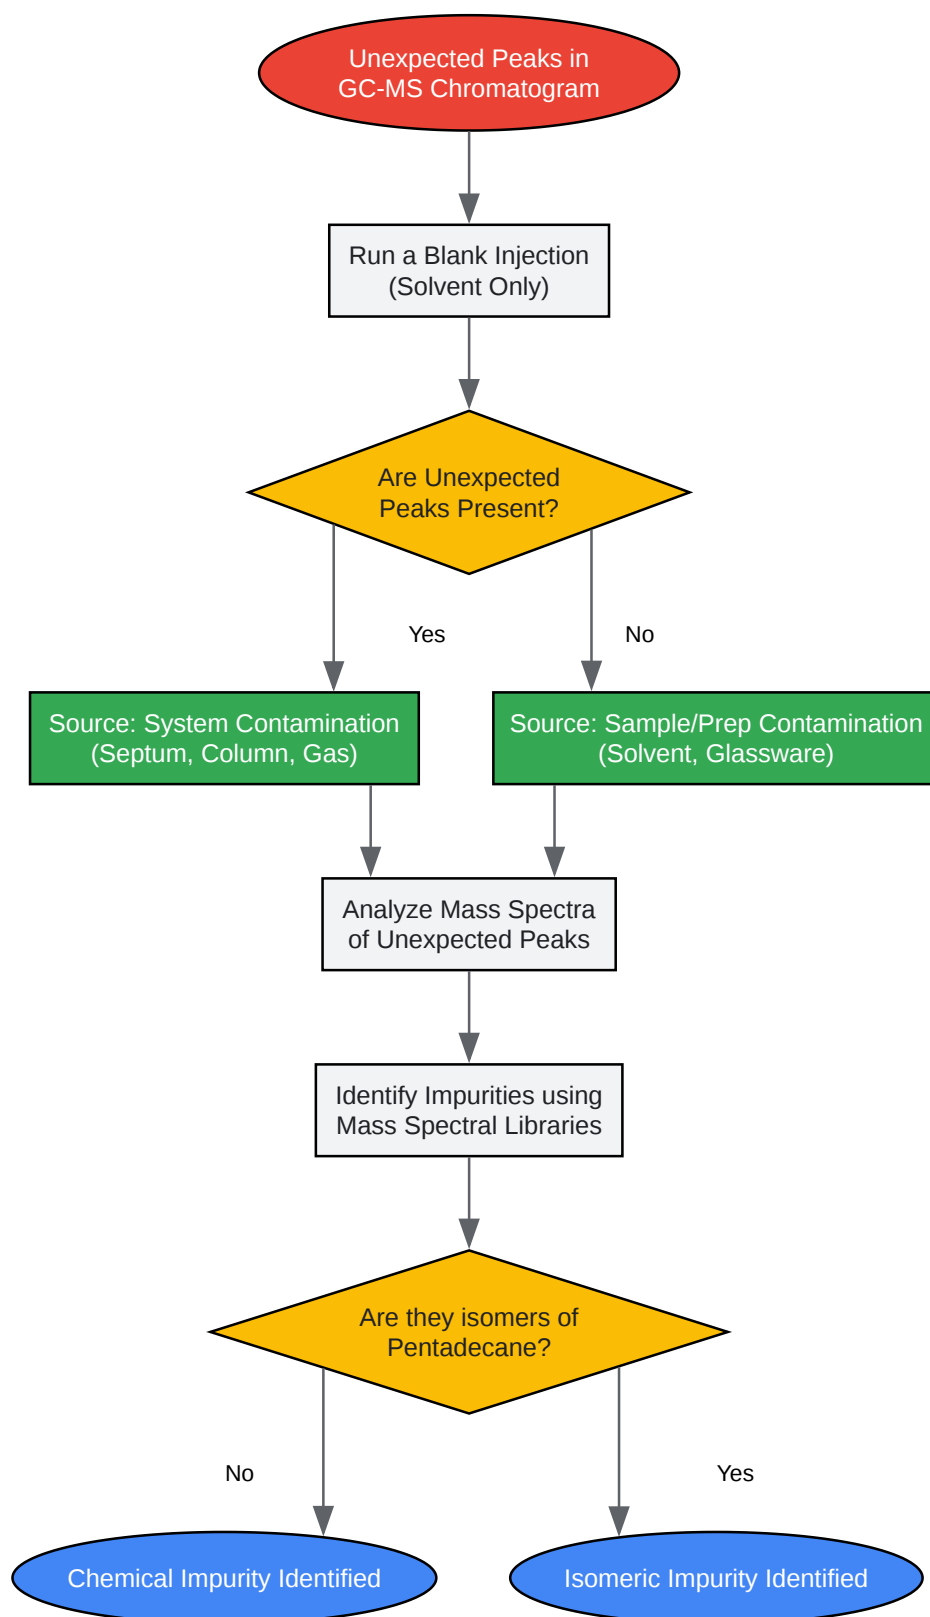 Unexpected Peaks in
GC-MS Chromatogram
Run a Blank Injection
(Solvent Only)
Are Unexpected
Peaks Present?
Yes
No
Source: System Contamination
(Septum, Column, Gas)
Source: Sample/Prep Contamination
(Solvent, Glassware)
Analyze Mass Spectra
of Unexpected Peaks
Identify Impurities using
Mass Spectral Libraries
Are they isomers of
Pentadecane?
No
Yes
Chemical Impurity Identified
Isomeric Impurity Identified